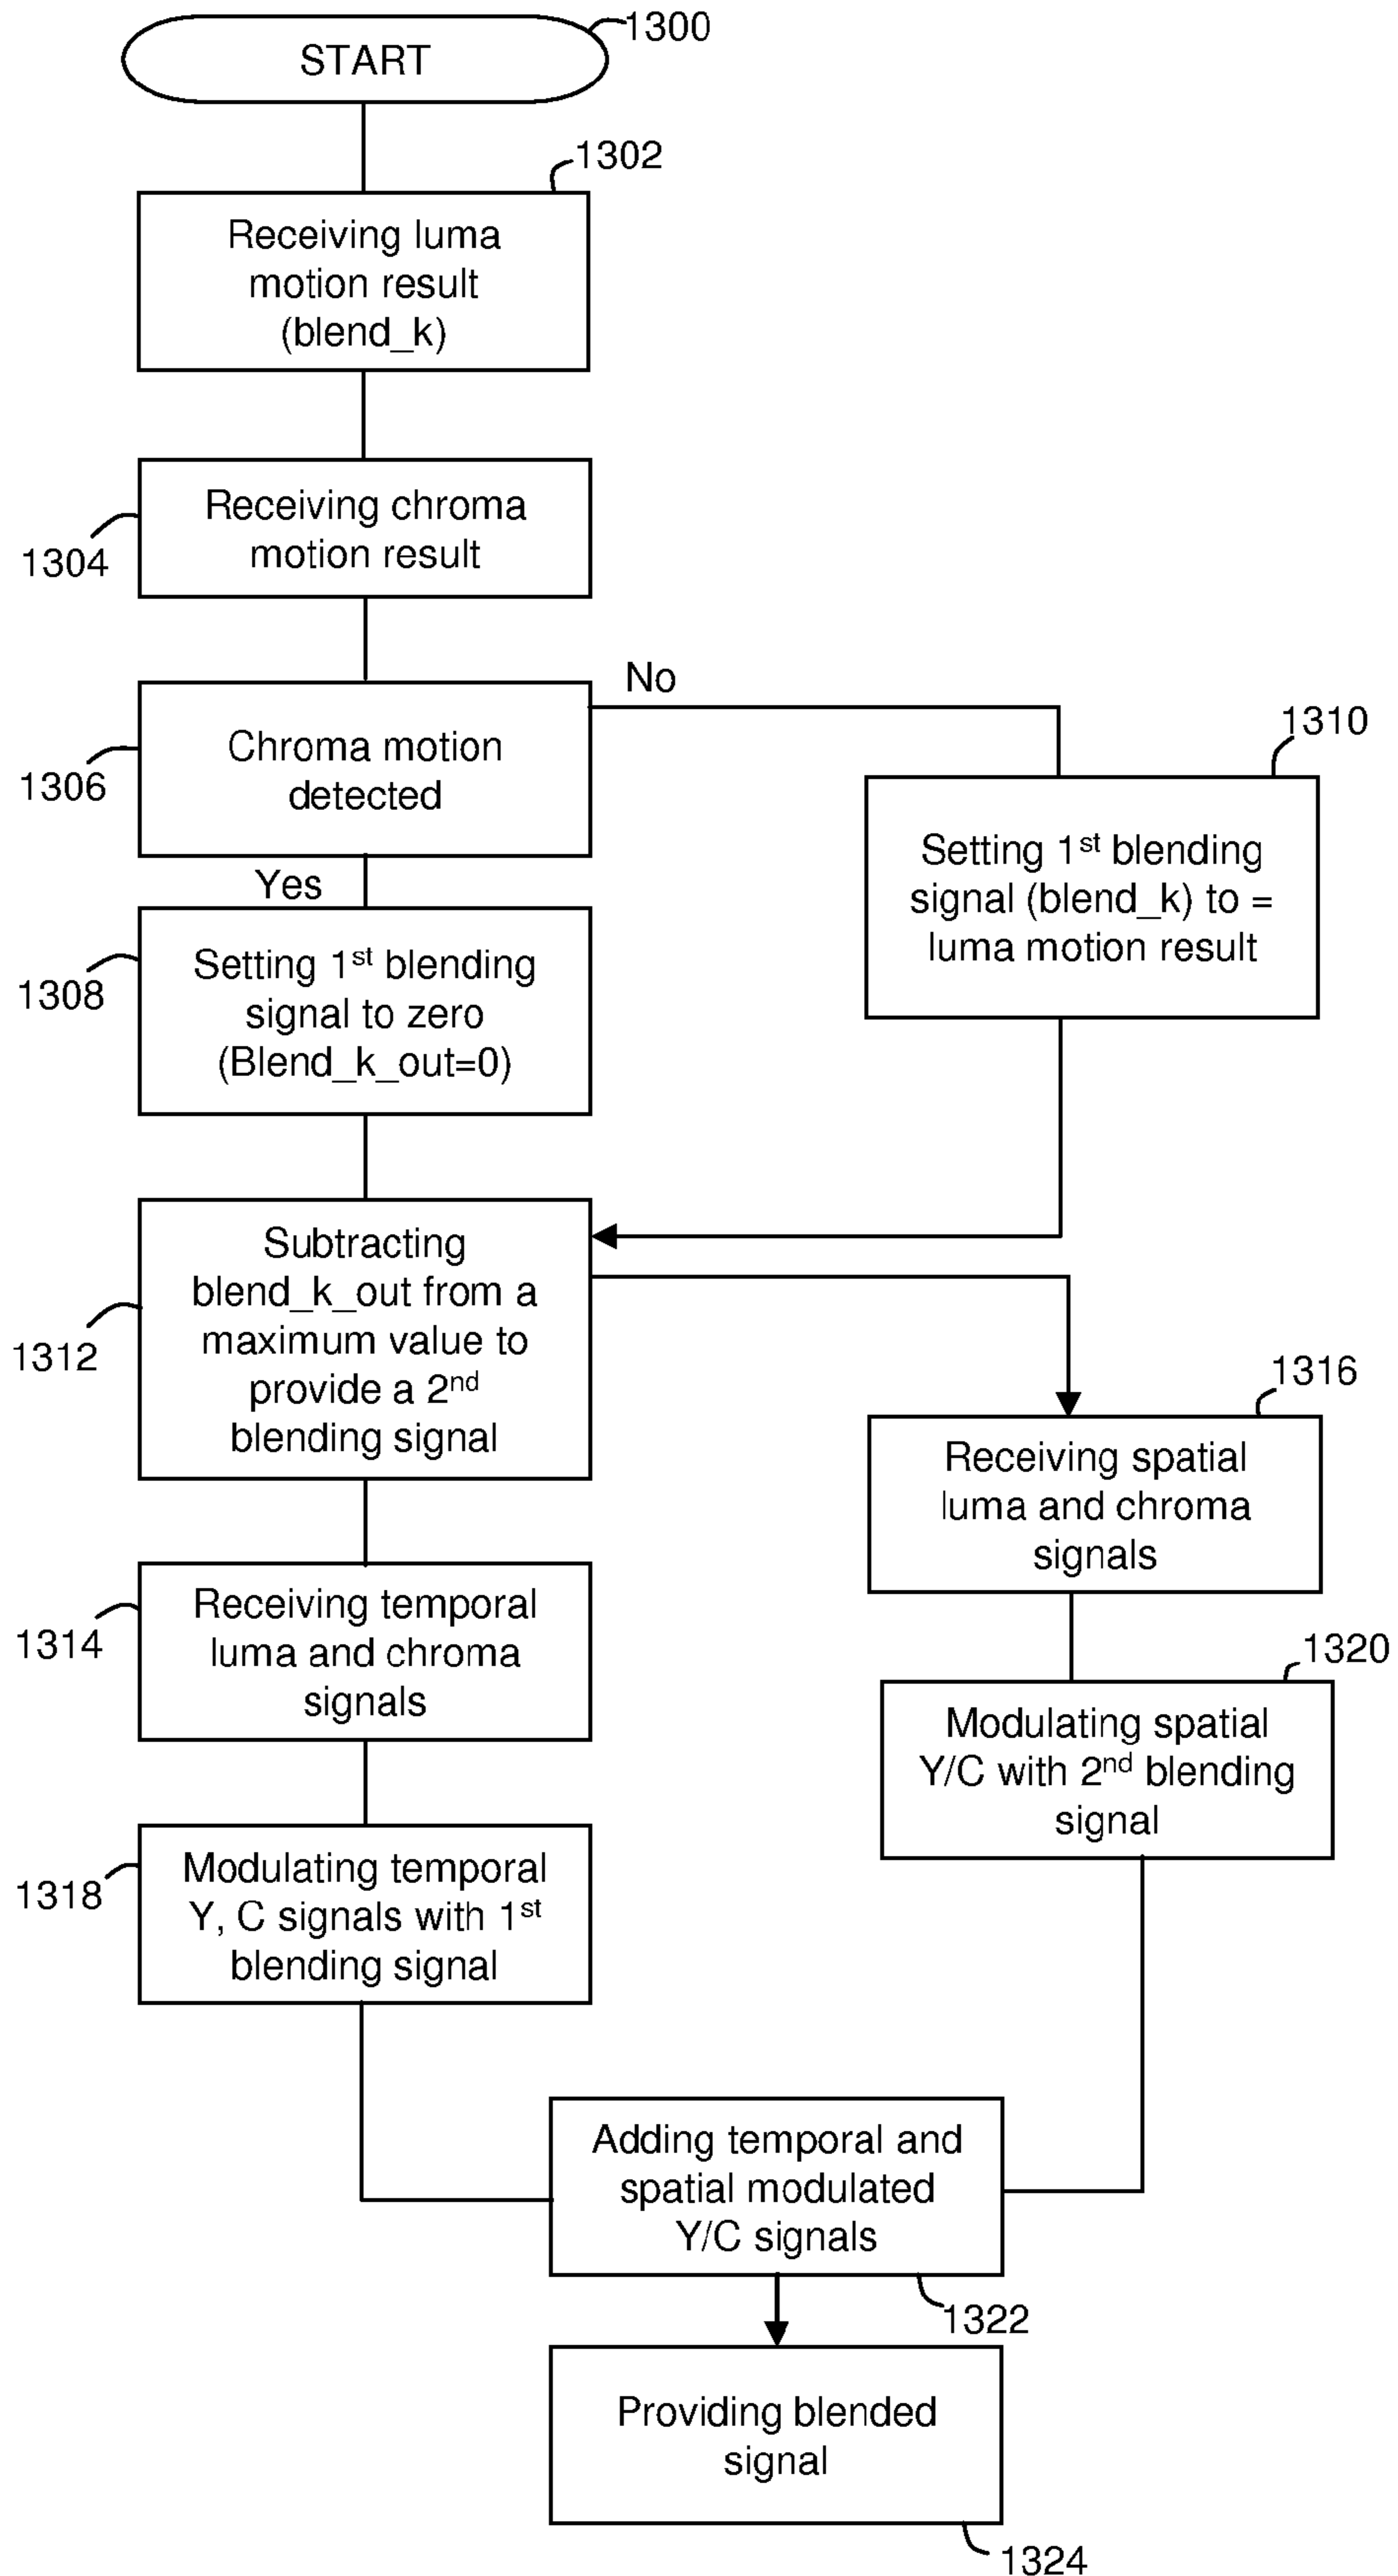 START
1300
1302
Receiving luma
motion result
(blend_k)
Receiving chroma
motion result
1304
No
Chroma motion
detected
1306
1310
Setting 1st blending
signal (blend_k) to =
luma motion result
Yes
Setting 1st blending
signal to zero
(Blend_k_out=0)
1308
Subtracting
blend_k_out from a
maximum value to
provide a 2nd
blending signal
1312
1316
Receiving spatial
luma and chroma
signals
Receiving temporal
luma and chroma
signals
1314
1320
Modulating spatial
Y/C with 2nd blending
signal
Modulating temporal
Y, C signals with 1st
blending signal
1318
Adding temporal and
spatial modulated
Y/C signals
1322
Providing blended
signal
1324